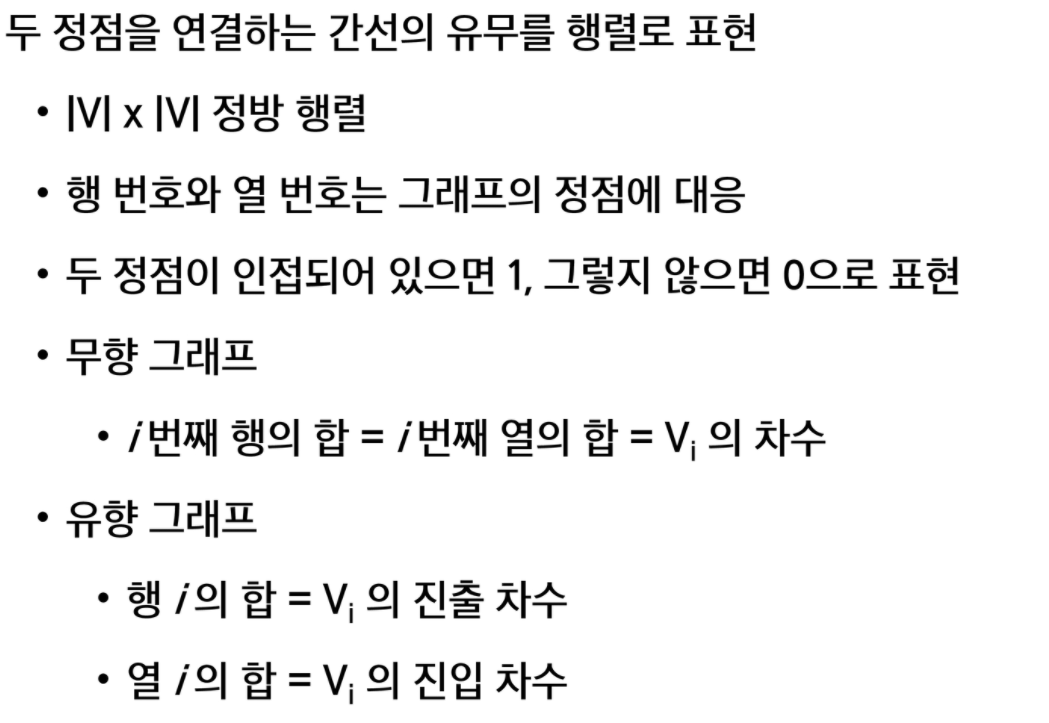 두 정점을 연결하는 간선의 유무를 행렬로 표현
• |V| x |V| 정방 행렬
• 행 번호와 열 번호는 그래프의 정점에 대응
• 두 정점이 인접되어 있으면 1, 그렇지 않으면 0으로 표현
• 무향 그래프
• i 번째 행의 합 = i 번째 열의 합 = Vi 의 차수
• 유향 그래프
• 행 i 의 합 = Vi 의 진출 차수
• 열 i 의 합 = Vi 의 진입 차수